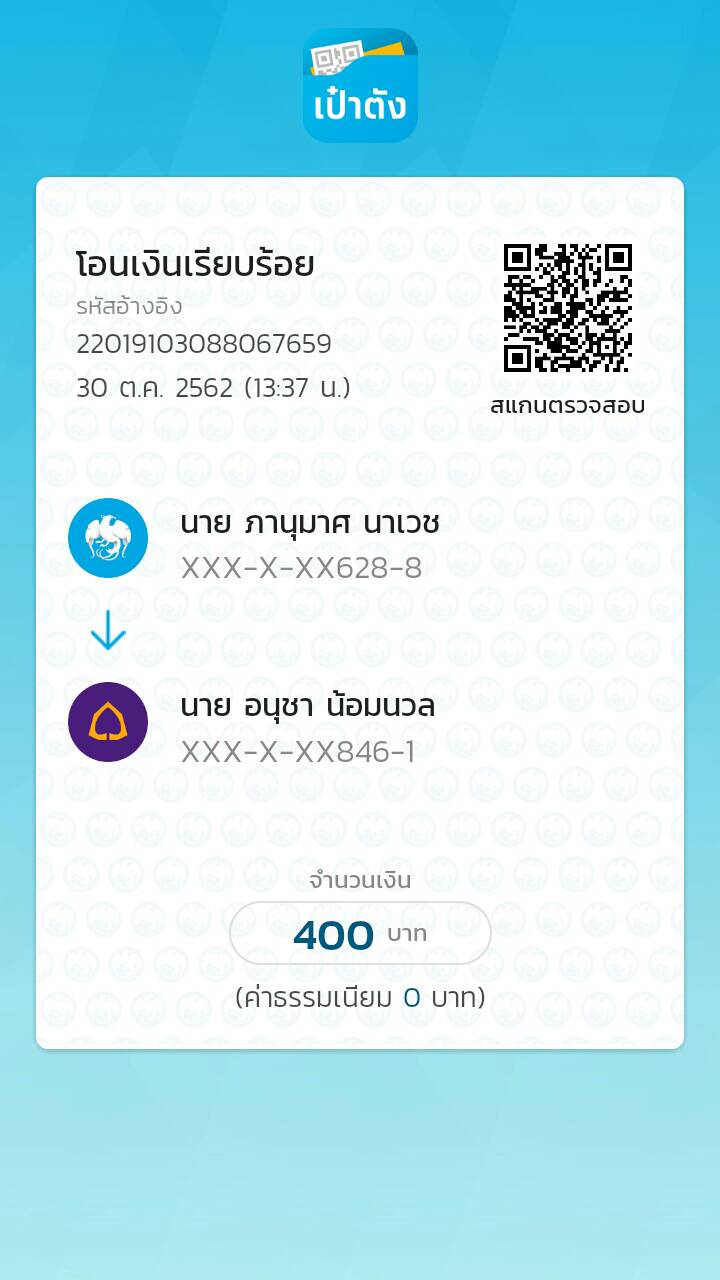 เป๋าตัง
โอนเงินเรียบร้อย
รหัสอ้างอิง
22019103088067659
30 ต.ค. 2562 (13:37 น.)
สแกนตรวจสอบ
นาย ภานุมาศ นาเวช
XXX-X-XX628-8
นาย อนุชา น้อมนวล
XXX-X-XX846-1
จำนวนเงิน
400 บาท
(ค่าธรรมเนียม 0 บาท)